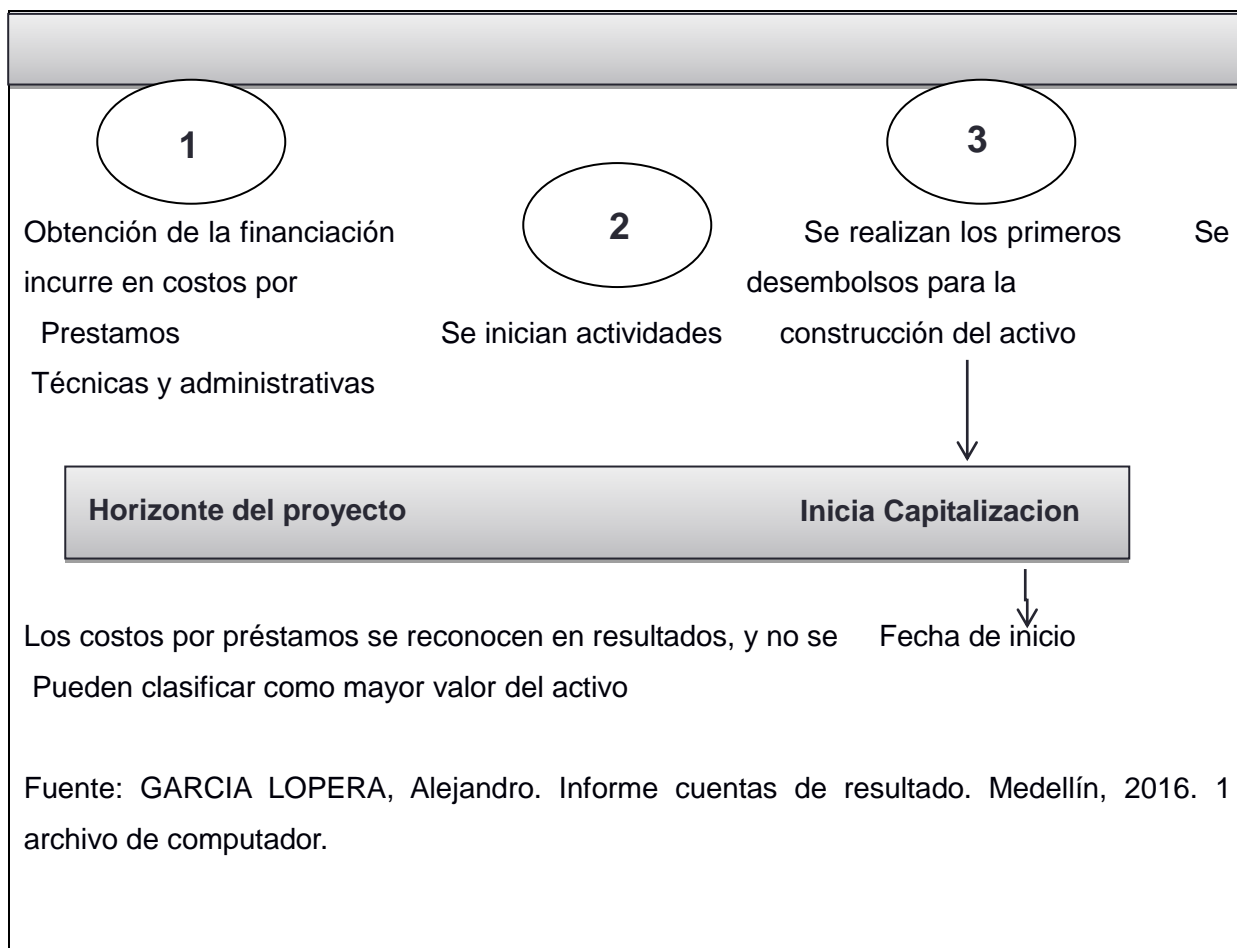 1
3
2
Obtención de la financiación Se realizan los primeros Se
incurre en costos por desembolsos para la
Prestamos Se inician actividades construcción del activo
Técnicas y administrativas
Horizonte del proyecto Inicia Capitalizacion
Los costos por préstamos se reconocen en resultados, y no se Fecha de inicio
Pueden clasificar como mayor valor del activo
Fuente: GARCIA LOPERA, Alejandro. Informe cuentas de resultado. Medellín, 2016. 1
archivo de computador.